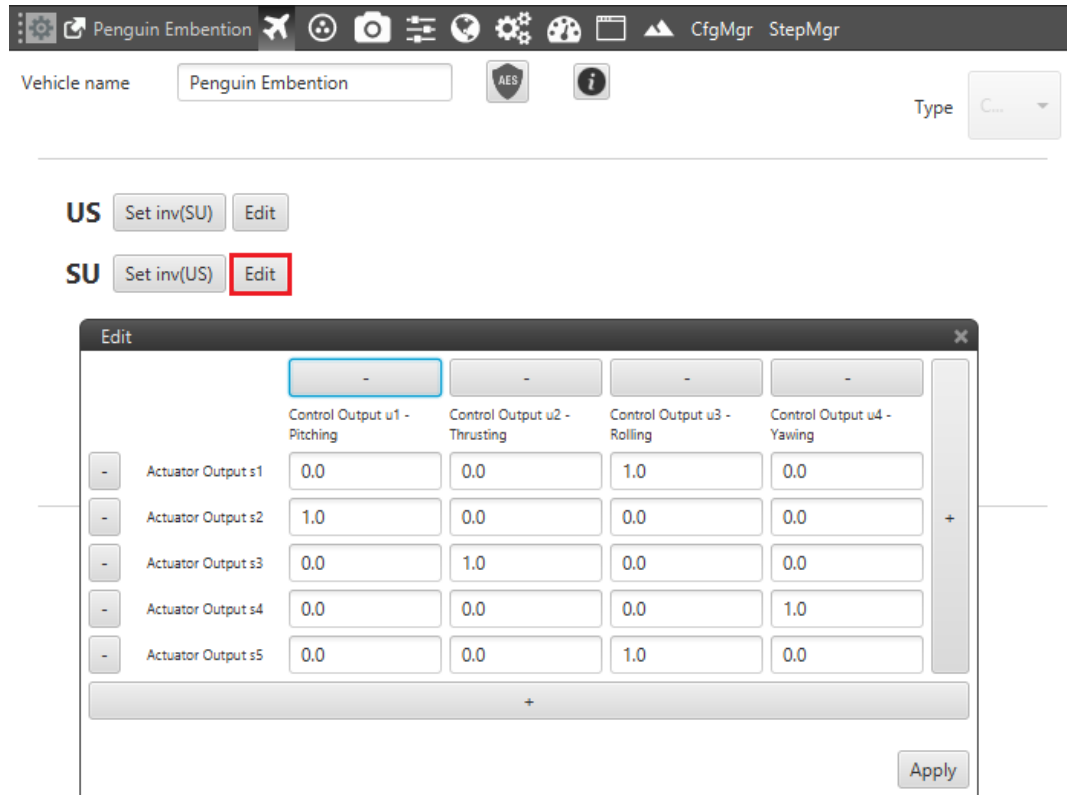 Penguin Embention CfgMgr StepMgr
Vehicle name Penguin Embention AES i
Type C...
US Set inv(SU) Edit
SU Set inv(US) Edit
Edit
- - - -
Control Output u1 - Control Output u2 - Control Output u3 - Control Output u4 -
Pitching Thrusting Rolling Yawing
- Actuator Output s1 0.0 0.0 1.0 0.0
- Actuator Output s2 1.0 0.0 0.0 0.0 +
- Actuator Output s3 0.0 1.0 0.0 0.0
- Actuator Output s4 0.0 0.0 0.0 1.0
- Actuator Output s5 0.0 0.0 1.0 0.0
+
Apply